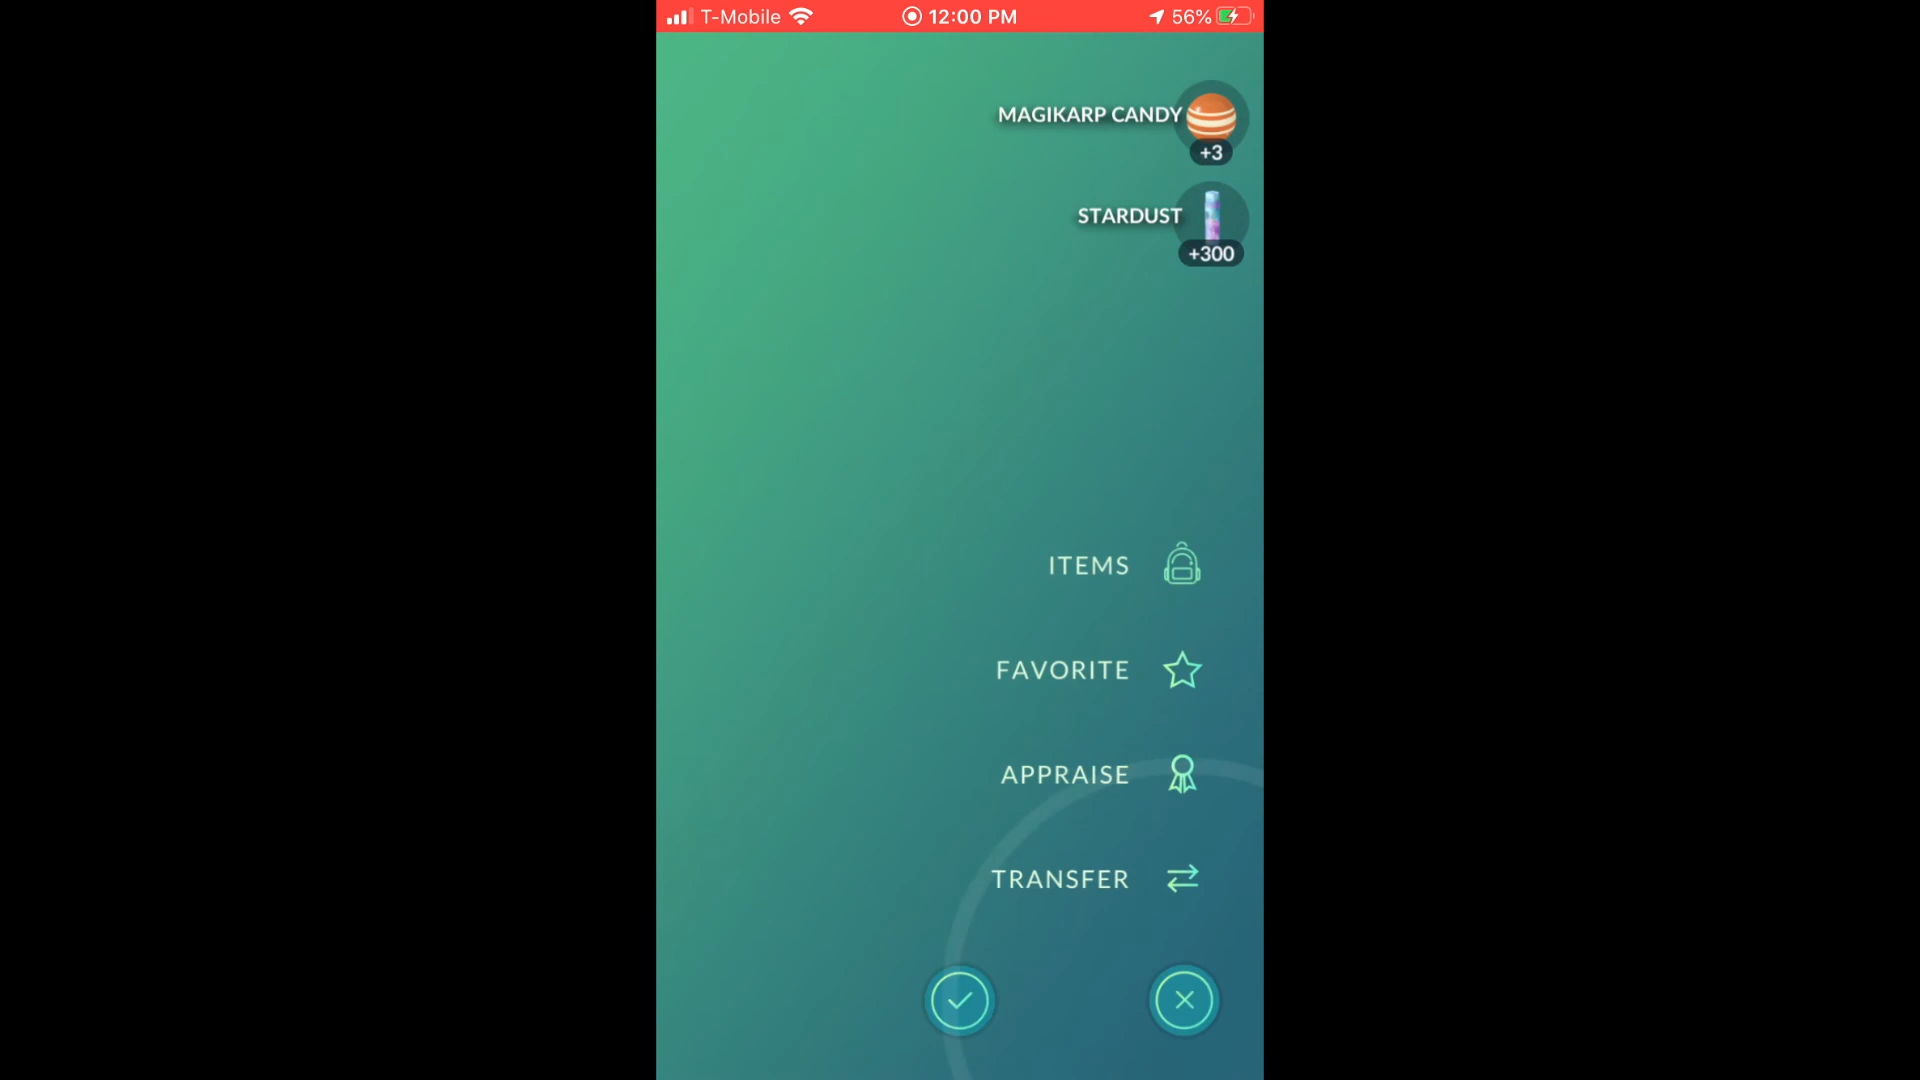 T-Mobile 12:00 PM 56%
MAGIKARP CANDY
+3
STARDUST
+300
ITEMS
FAVORITE
APPRAISE
TRANSFER